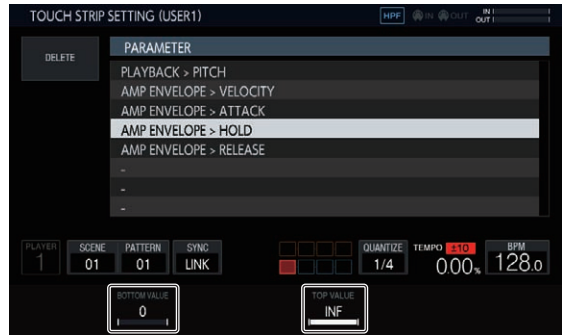 TOUCH STRIP SETTING (USER1)
HPF IN OUT IN
OUT
DELETE
PARAMETER
PLAYBACK > PITCH
AMP ENVELOPE > VELOCITY
AMP ENVELOPE > ATTACK
AMP ENVELOPE > HOLD
AMP ENVELOPE > RELEASE
-
-
-
PLAYER SCENE PATTERN SYNC QUANTIZE TEMPO ±10 BPM
1 01 01 LINK 1/4 0.00% 128.0
BOTTOM VALUE TOP VALUE
0 INF